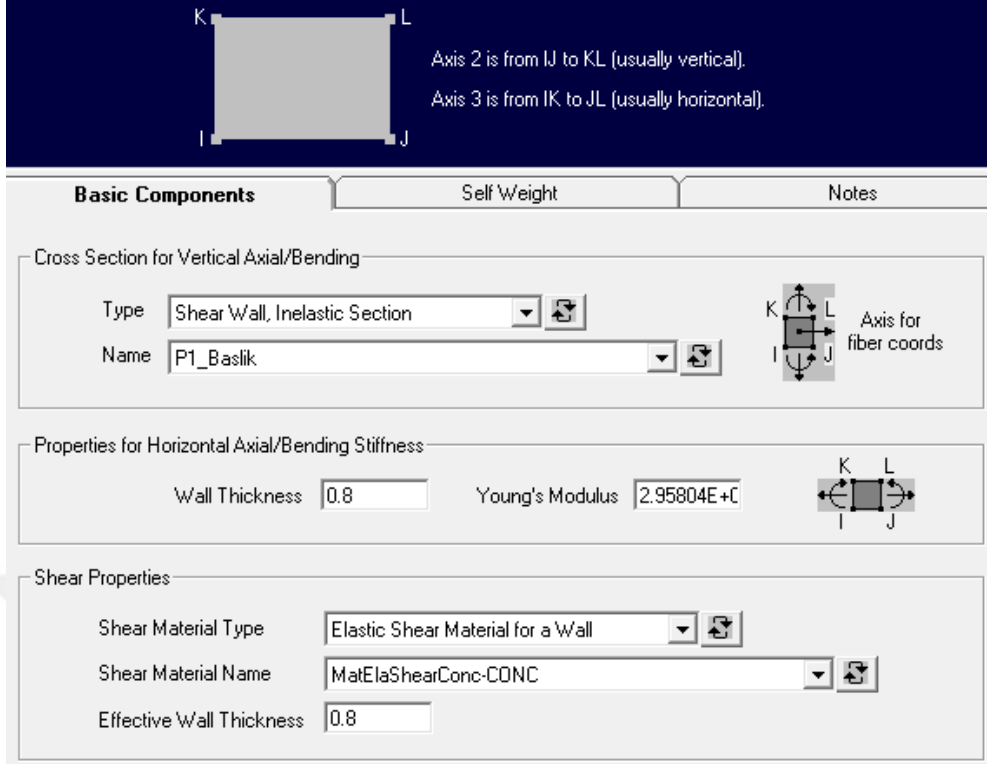 K L
Axis 2 is from IJ to KL (usually vertical).
Axis 3 is from IK to JL (usually horizontal).
I J
Basic Components Self Weight Notes
Cross Section for Vertical Axial/Bending
Type Shear Wall, Inelastic Section
Name P1_Baslik
K L
I J
Axis for
fiber coords
Properties for Horizontal Axial/Bending Stiffness
Wall Thickness 0.8 Young's Modulus 2.95804E+0
K L
I J
Shear Properties
Shear Material Type Elastic Shear Material for a Wall
Shear Material Name MatElaShearConc-CONC
Effective Wall Thickness 0.8